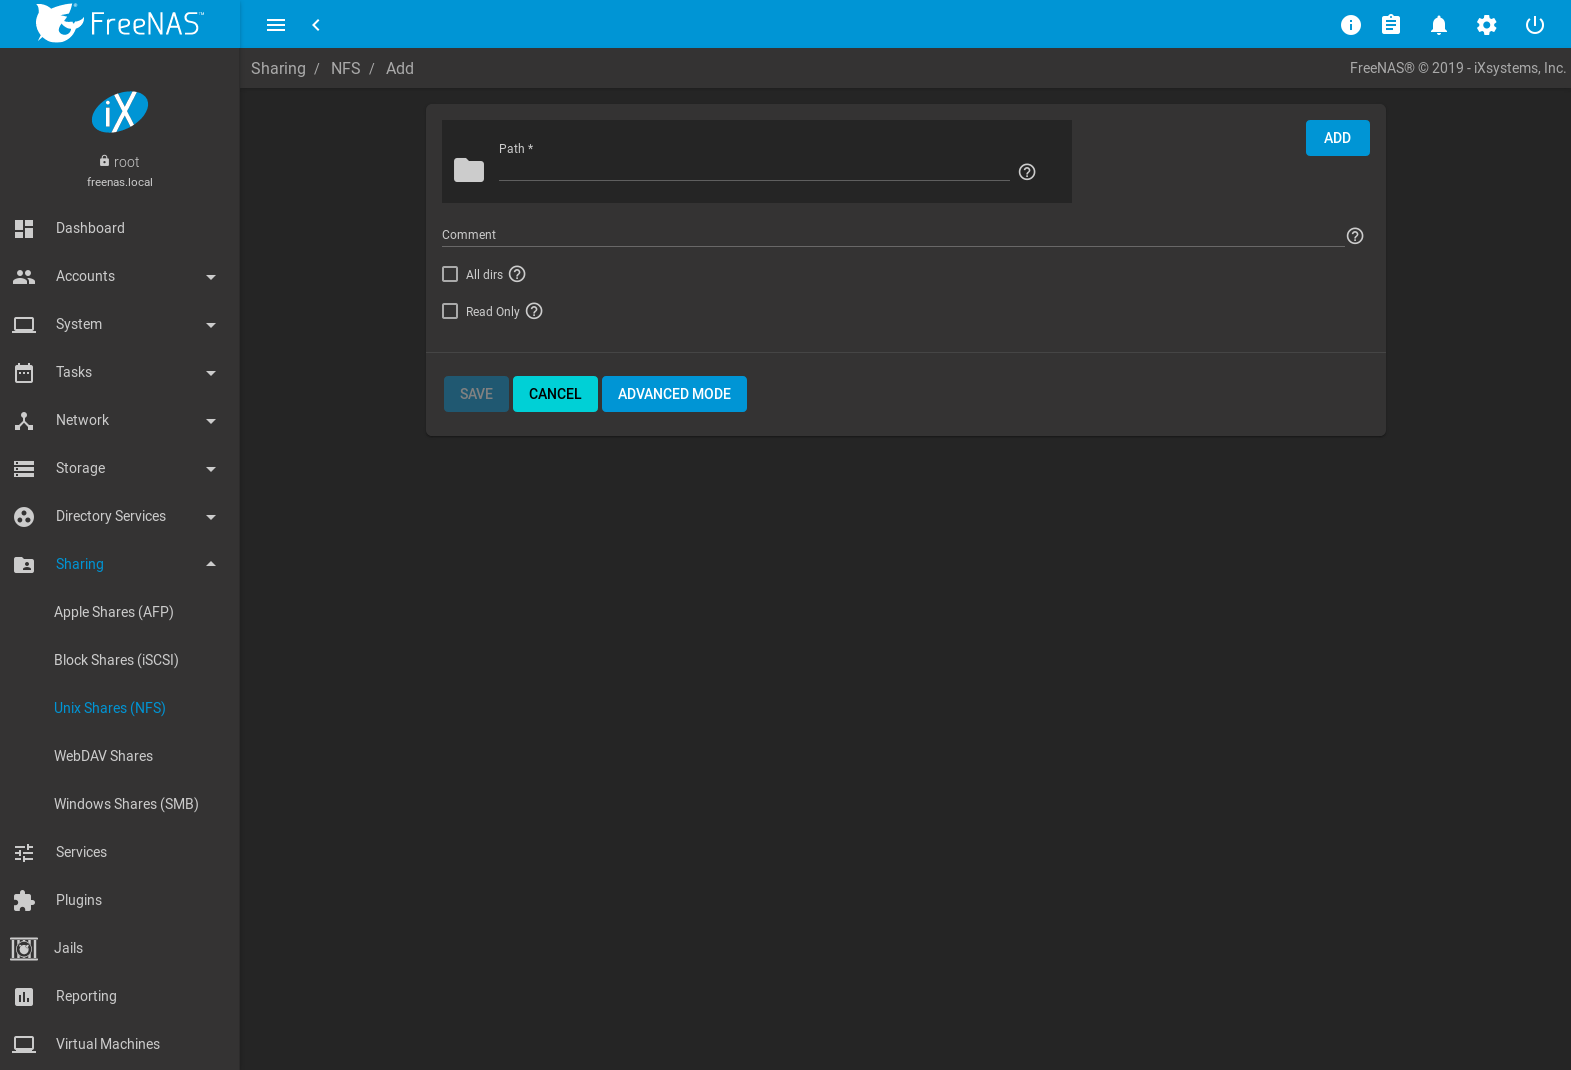 FreeNAS™
Sharing / NFS / Add
FreeNAS® © 2019 - iXsystems, Inc.
iX
root
freenas.local
Dashboard
Accounts
System
Tasks
Network
Storage
Directory Services
Sharing
Apple Shares (AFP)
Block Shares (iSCSI)
Unix Shares (NFS)
WebDAV Shares
Windows Shares (SMB)
Services
Plugins
Jails
Reporting
Virtual Machines
Path *
ADD
Comment
All dirs
Read Only
SAVE CANCEL ADVANCED MODE